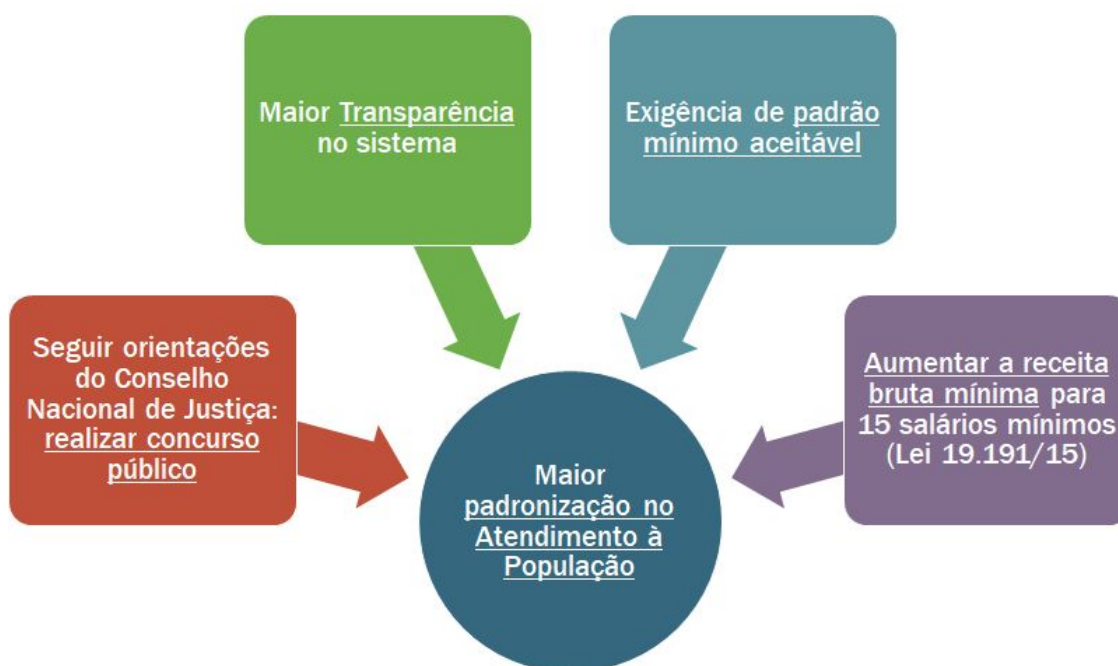 Maior Transparência
no sistema
Exigência de padrão
mínimo aceitável
Seguir orientações
do Conselho
Nacional de Justiça:
realizar concurso
público
Aumentar a receita
bruta mínima para
15 salários mínimos
(Lei 19.191/15)
Maior
padronização no
Atendimento à
População